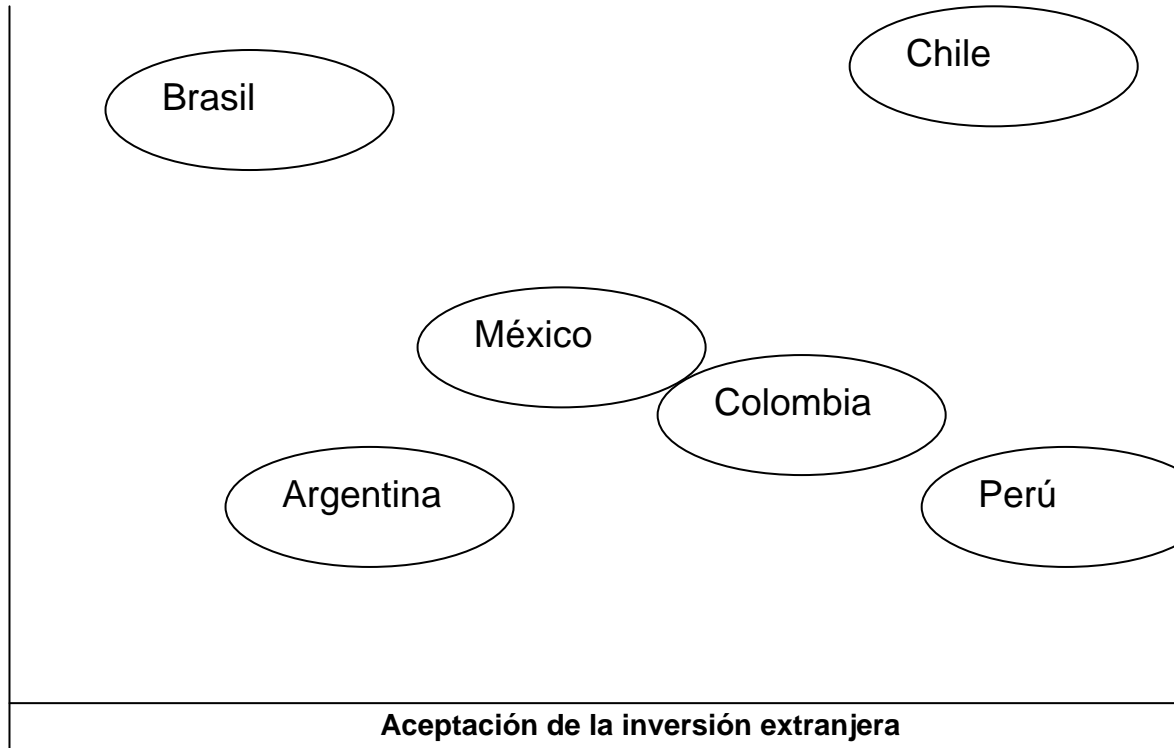 Chile
Brasil
México
Colombia
Argentina
Perú
Aceptación de la inversión extranjera